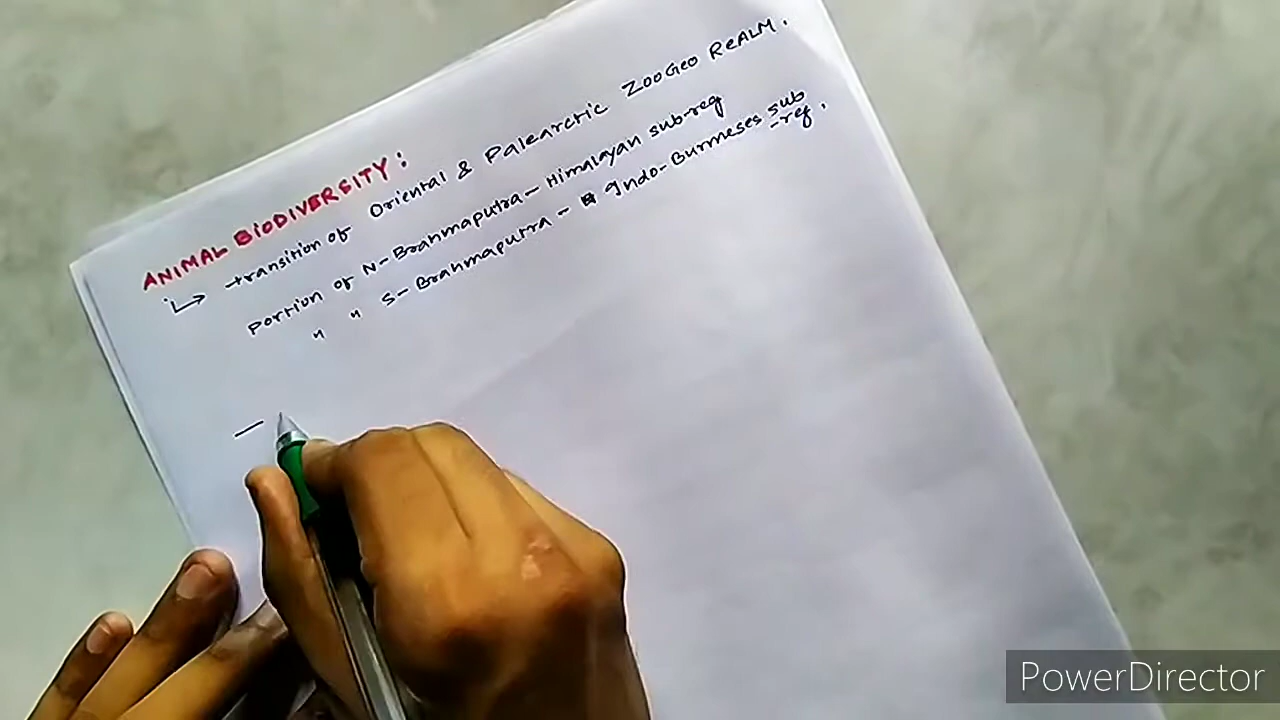 ANIMAL BIODIVERSITY:
↳ transition of Oriental & Palearctic ZooGeo ReALM.
Portion of N-Brahmaputra - Himalayan sub-reg
" " S- Brahmaputra - Indo-Burmeses sub
-reg.
PowerDirector